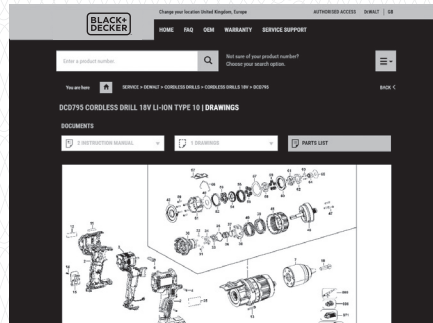 Change your location United Kingdom, Europe
AUTHORISED ACCESS DEWALT GB
BLACK+
DECKER
HOME FAQ OEM WARRANTY SERVICE SUPPORT
Enter a product number
Not sure of your product number?
Choose your search option.
You are here
SERVICE > DEWALT > CORDLESS DRILLS > CORDLESS DRILLS 18V > DCD795
BACK <
DCD795 CORDLESS DRILL 18V LI-ION TYPE 10 | DRAWINGS
DOCUMENTS
2 INSTRUCTION MANUAL
1 DRAWINGS
PARTS LIST